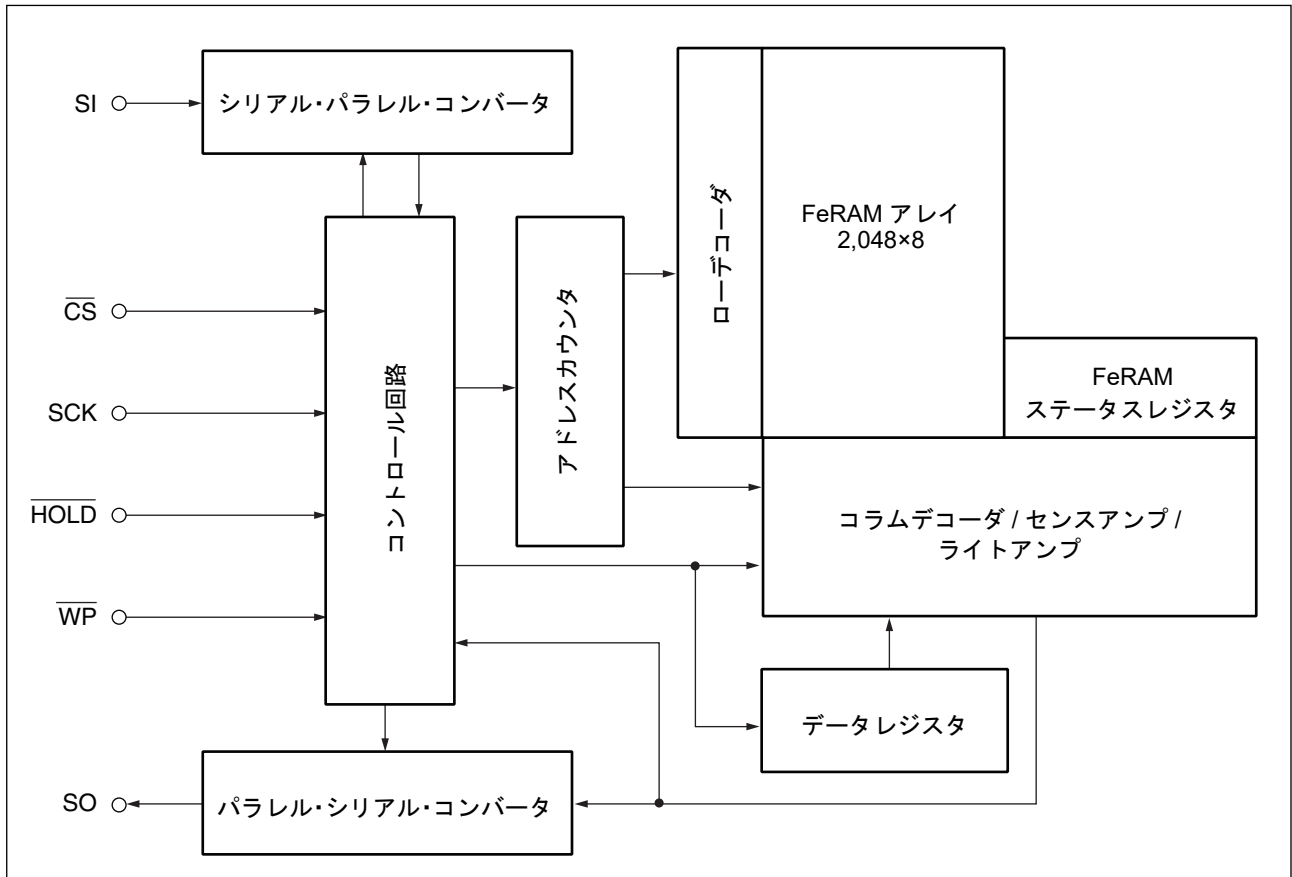 SI
シリアル・パラレル・コンバータ
CS
SCK
HOLD
WP
コントロール回路
アドレスカウンタ
ローデコーダ
FeRAM アレイ
2,048×8
FeRAM
ステータスレジスタ
コラムデコーダ / センスアンプ /
ライトアンプ
データレジスタ
SO
パラレル・シリアル・コンバータ